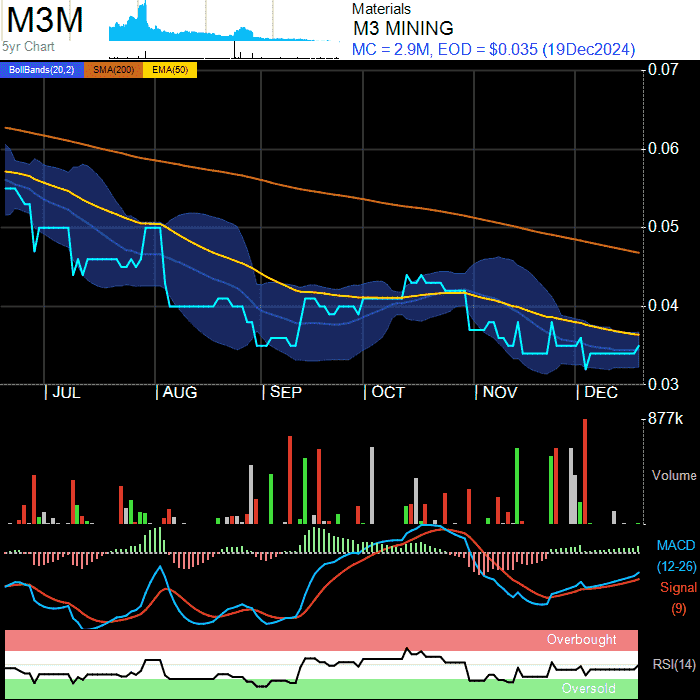 M3M
5yr Chart
Materials
M3 MINING
MC = 2.9M, EOD = $0.035 (19Dec2024)
BollBands(20,2) SMA(200) EMA(50)
0.07
0.06
0.05
0.04
0.03
JUL AUG SEP OCT NOV DEC
877k
Volume
MACD
(12-26)
Signal
(9)
Overbought
RSI(14)
Oversold